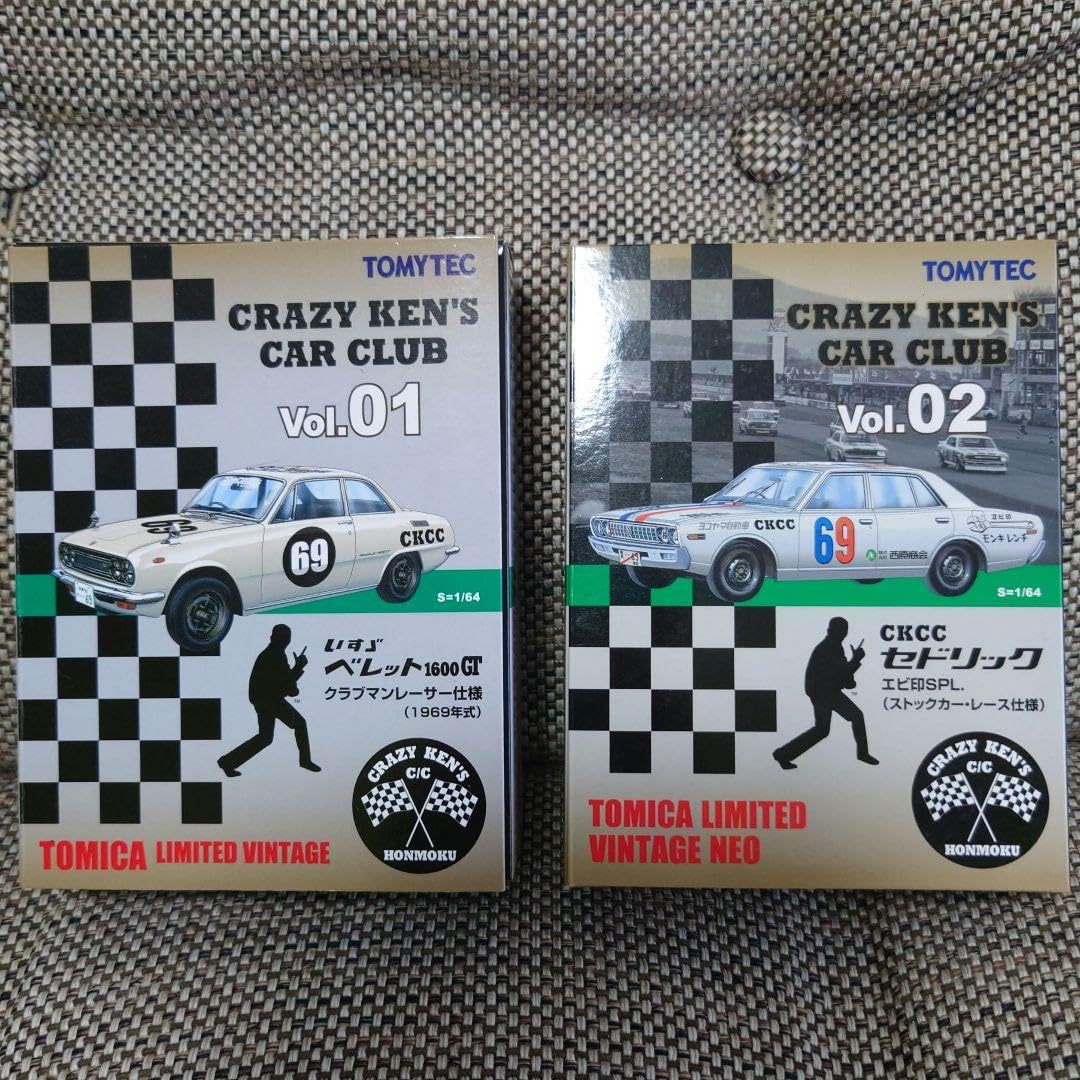 TOMYTEC
CRAZY KEN'S
CAR CLUB
Vol.01
69
CKCC
69
S=1/64
いすゞ
ベレット1600GT
クラブマンレーサー仕様
(1969年式)
CRAZY KEN'S
C/C
HONMOKU
TOMICA LIMITED VINTAGE
TOMYTEC
CRAZY KEN'S
CAR CLUB
Vol.02
ヨコヤマ自動車 CKCC
69
西原商会
エビ印
モンキレンチ
S=1/64
CKCC
セドリック
エビ印SPL.
(ストックカー・レース仕様)
CRAZY KEN'S
C/C
HONMOKU
TOMICA LIMITED
VINTAGE NEO